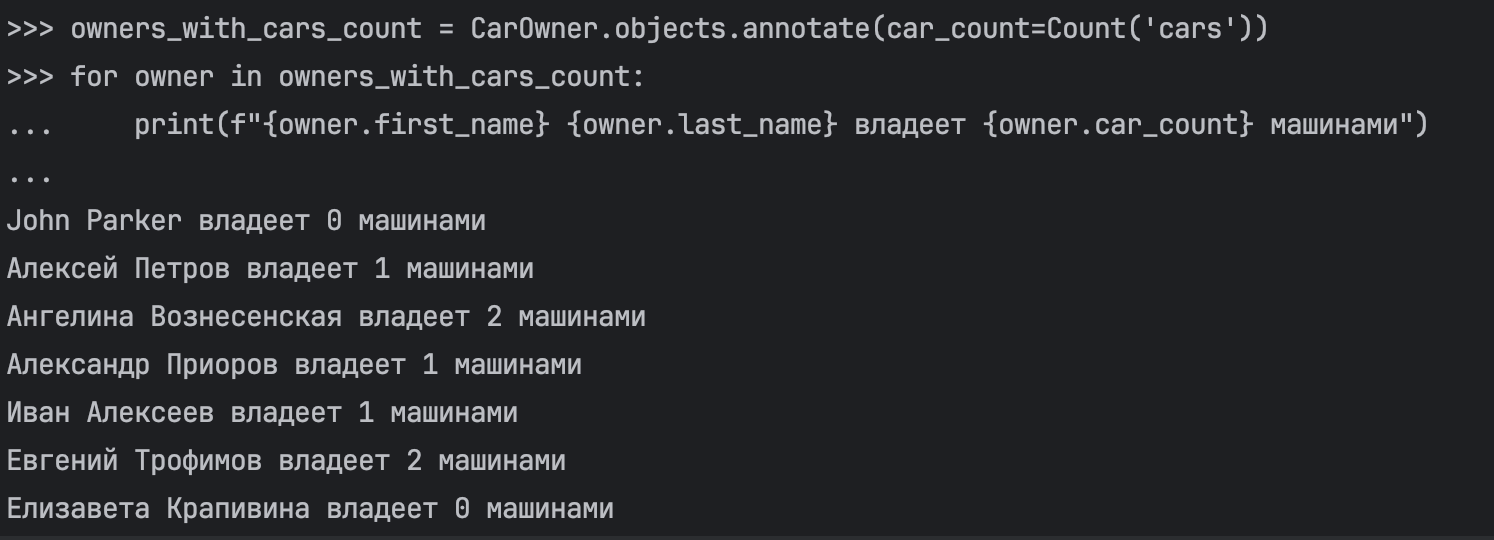 >>> owners_with_cars_count = CarOwner.objects.annotate(car_count=Count('cars'))
>>> for owner in owners_with_cars_count:
...     print(f"{owner.first_name} {owner.last_name} владеет {owner.car_count} машинами")
...
John Parker владеет 0 машинами
Алексей Петров владеет 1 машинами
Ангелина Вознесенская владеет 2 машинами
Александр Приоров владеет 1 машинами
Иван Алексеев владеет 1 машинами
Евгений Трофимов владеет 2 машинами
Елизавета Крапивина владеет 0 машинами